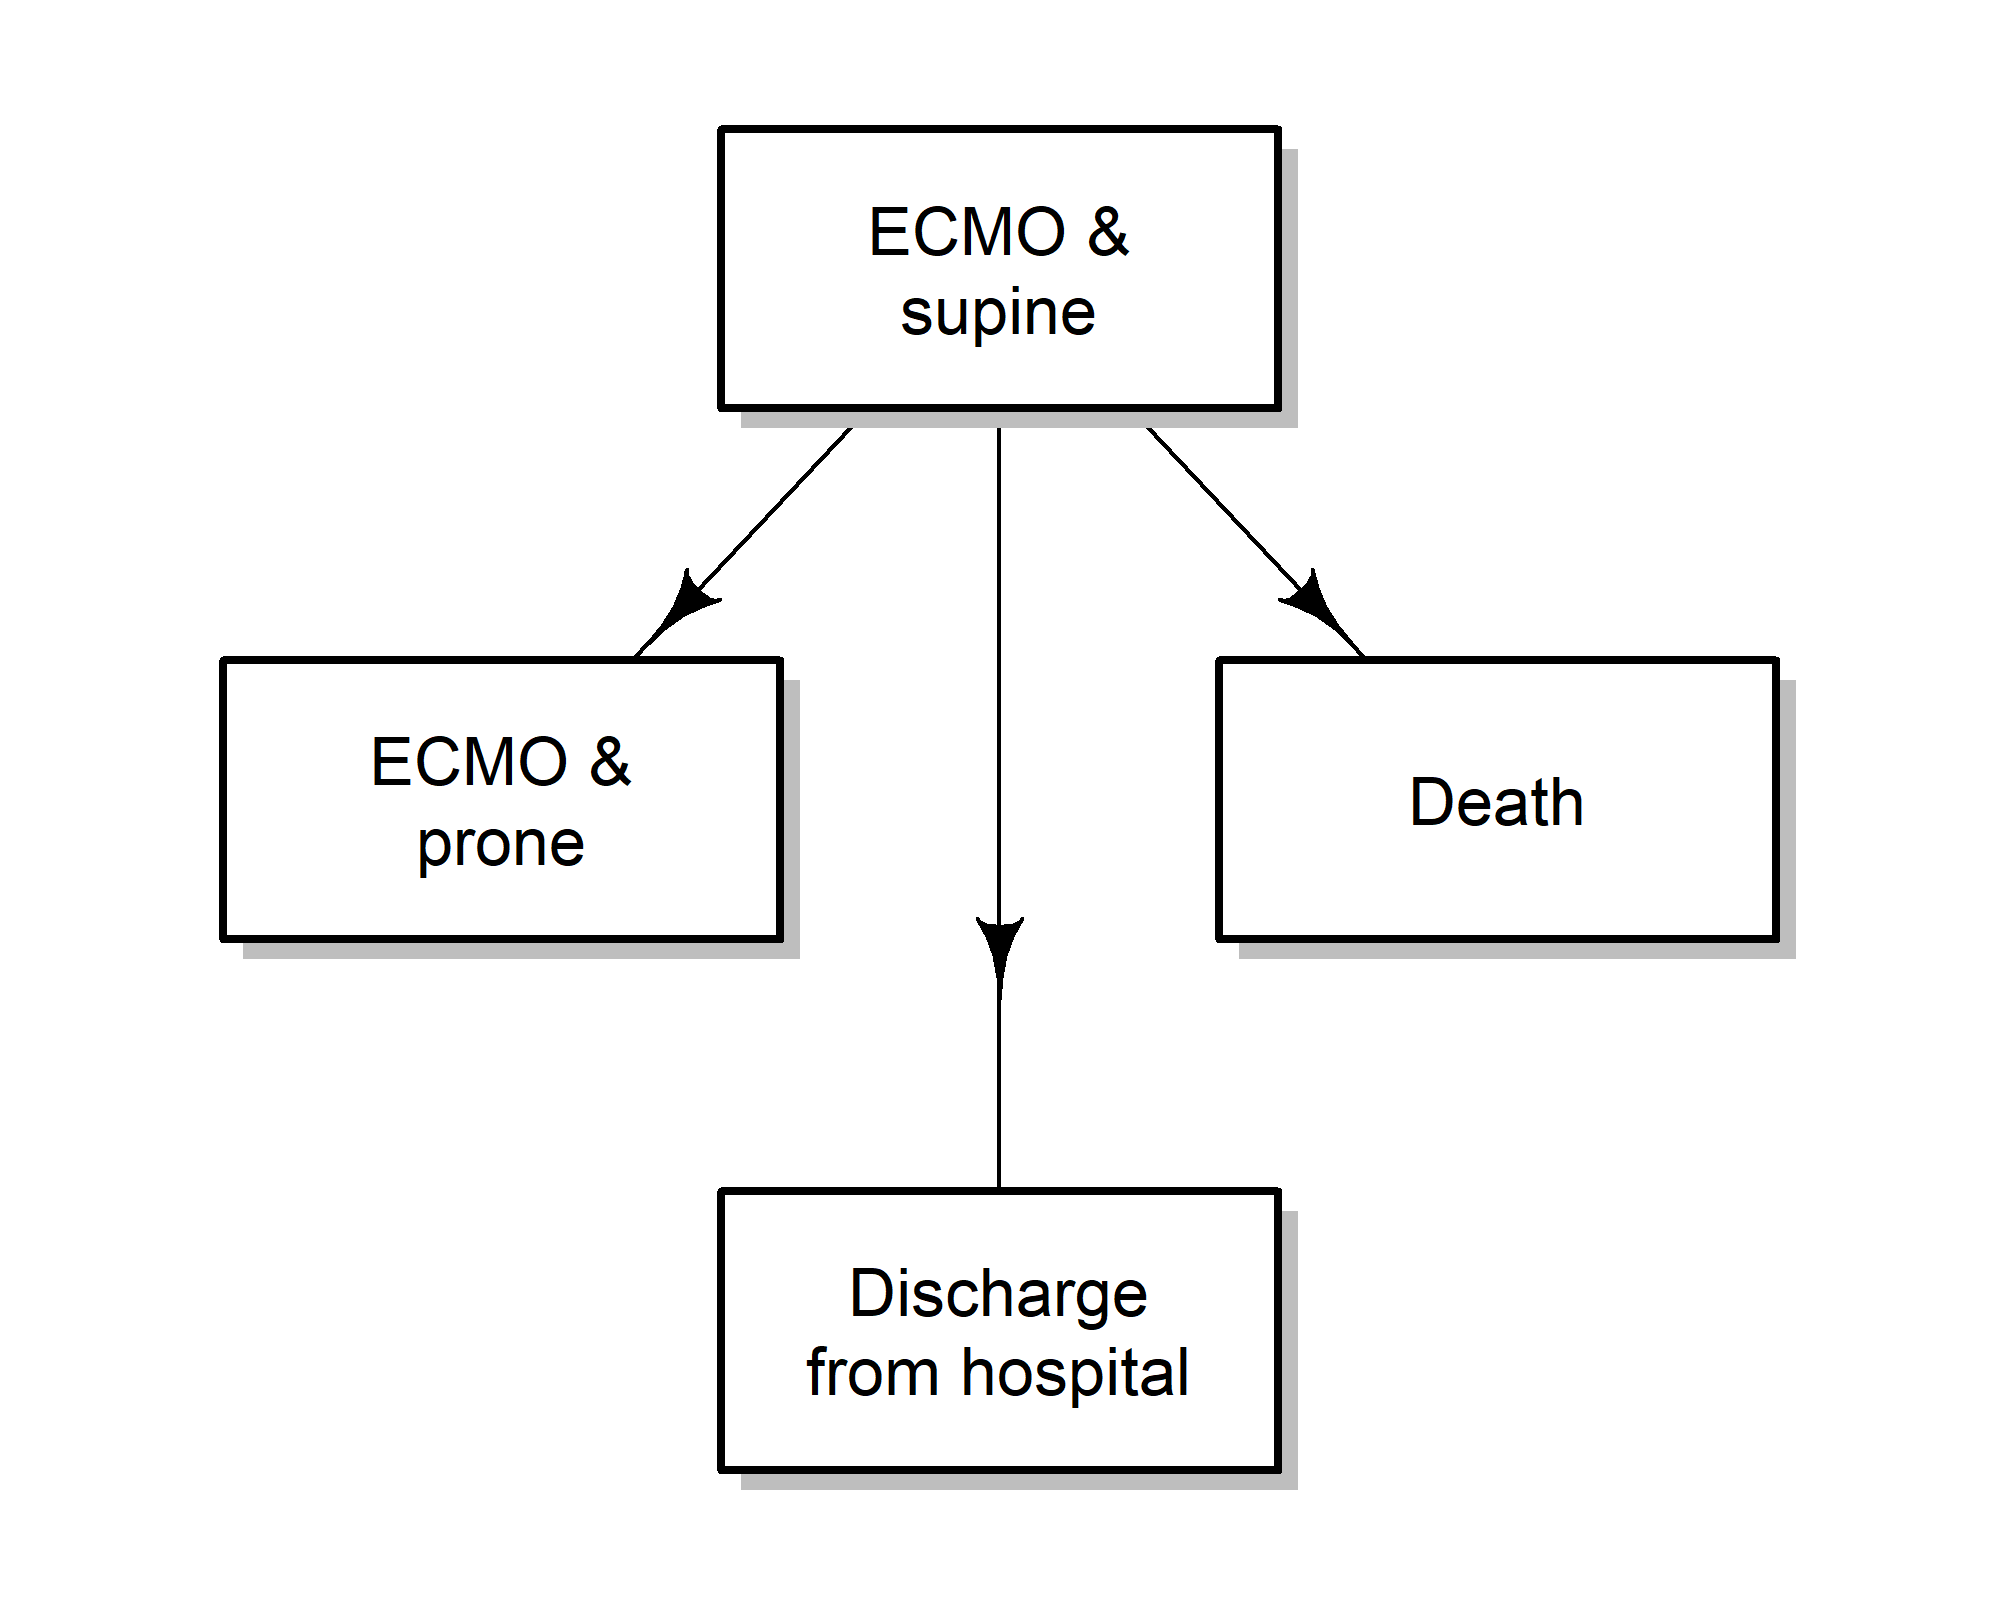 ECMO &
supine
ECMO &
prone
Death
Discharge
from hospital